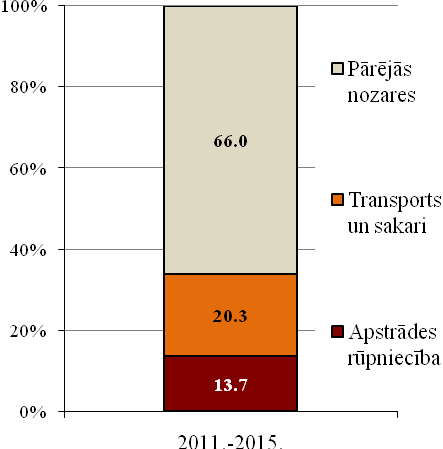 100%
80%
60%
40%
20%
0%
66.0
20.3
13.7
2011.-2015.
Pārējās
nozares
Transports
un sakari
Apstrādes
rūpniecība